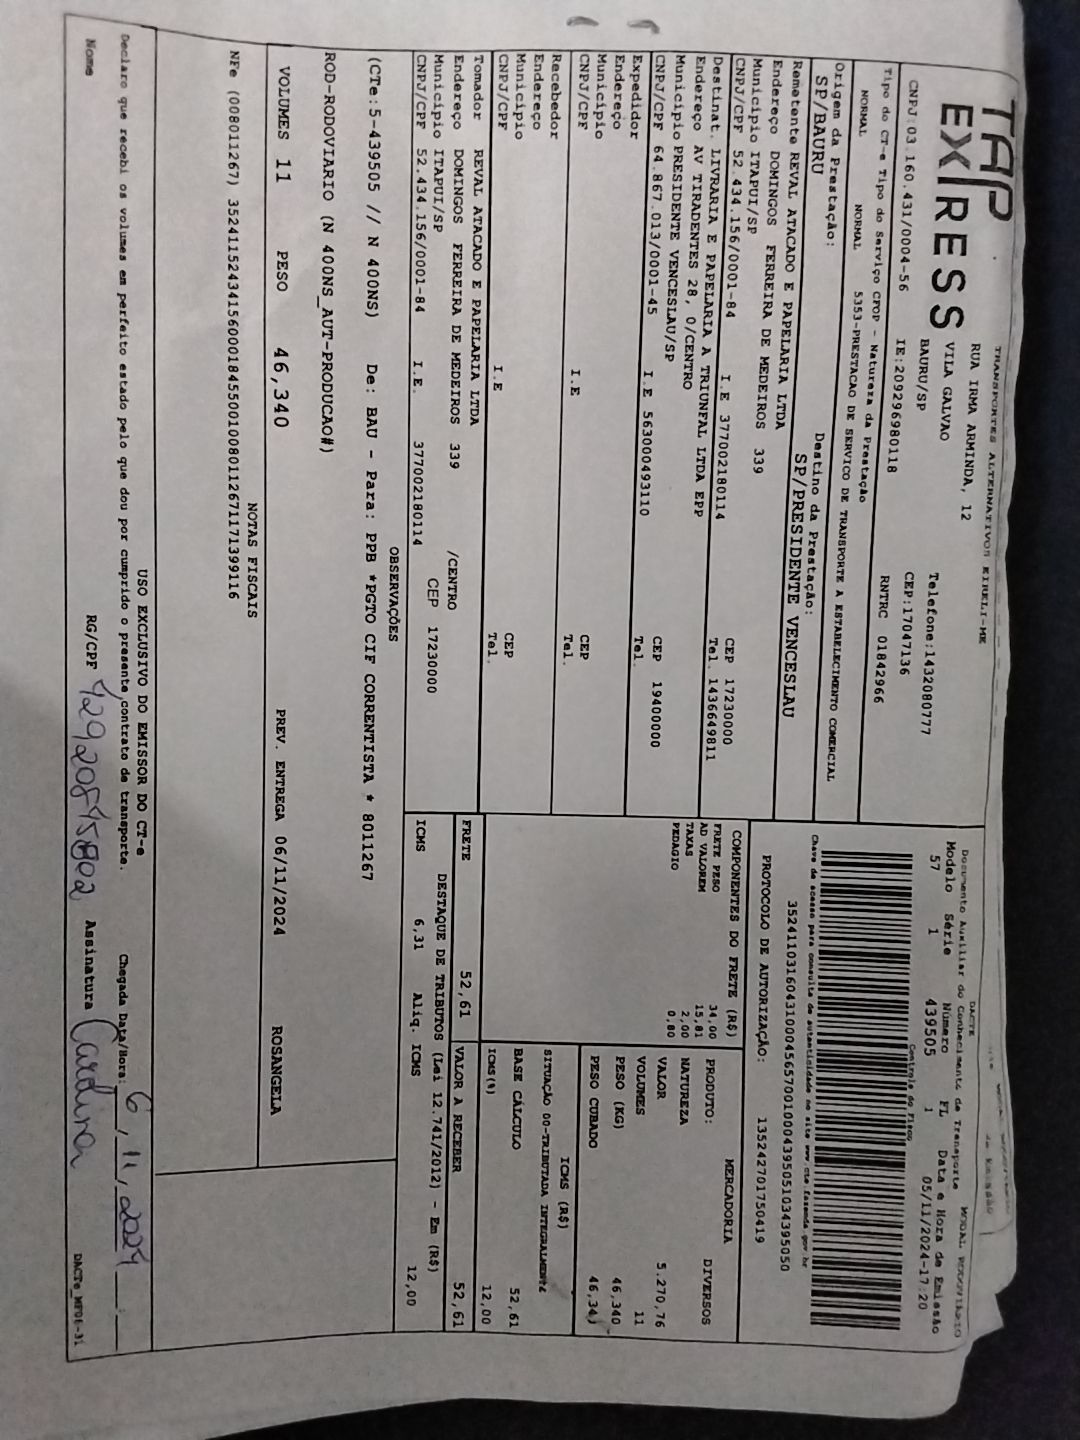 TAP
EXPRESS
TRANSPORTES ALTERNATIVOS EIRELI-ME
RUA IRMA ARMINDA, 12
VILA GALVAO
BAURU/SP
Telefone:1432080777
CEP:17047136
CNPJ:03.160.431/0004-56 IE:209296980118
RNTRC 01842966
Tipo do CT-e Tipo do Serviço CFOP - Natureza da Prestação
NORMAL NORMAL 5353-PRESTACAO DE SERVICO DE TRANSPORTE A ESTABELECIMENTO COMERCIAL
Origem da Prestação: Destino da Prestação:
SP/BAURU SP/PRESIDENTE VENCESLAU
Remetente REVAL ATACADO E PAPELARIA LTDA
Endereço DOMINGOS FERREIRA DE MEDEIROS 339
Município ITAPUI/SP CEP 17230000
CNPJ/CPF 52.434.156/0001-84 I.E 377002180114 Tel. 1436649811
Destinat. LIVRARIA E PAPELARIA A TRIUNFAL LTDA EPP
Endereço AV TIRADENTES 28, 0/CENTRO
Município PRESIDENTE VENCESLAU/SP CEP 19400000
CNPJ/CPF 64.867.013/0001-45 I.E 563000493110 Tel.
Expedidor
Endereço
Município CEP
CNPJ/CPF I.E Tel.
Recebedor
Endereço
Município CEP
CNPJ/CPF I.E Tel.
Tomador REVAL ATACADO E PAPELARIA LTDA
Endereço DOMINGOS FERREIRA DE MEDEIROS 339 /CENTRO
Município ITAPUI/SP CEP 17230000
CNPJ/CPF 52.434.156/0001-84 I.E. 377002180114
DACTE
Documento Auxiliar do Conhecimento de Transporte MODAL RODOVIARIO
Modelo Série Número FL Data e Hora de Emissão
57 1 439505 1 05/11/2024-17:20
Controle do Fisco
Chave de acesso para consulta de autenticidade no site www.cte.fazenda.gov.br
35241103160431000456570010004395051034395050
PROTOCOLO DE AUTORIZAÇÃO: 135242701750419
COMPONENTES DO FRETE (R$)
FRETE PESO 34,00
AD VALOREM 15,81
TAXAS 2,00
PEDAGIO 0,80
MERCADORIA
PRODUTO: DIVERSOS
NATUREZA
VALOR 5.270,76
VOLUMES 11
PESO (KG) 46,340
PESO CUBADO 46,34
ICMS (R$)
SITUAÇÃO 00-TRIBUTADA INTEGRALMENTE
BASE CÁLCULO 52,61
ICMS(%) 12,00
FRETE 52,61 VALOR A RECEBER 52,61
DESTAQUE DE TRIBUTOS (Lei 12.741/2012) - Em (R$)
ICMS 6,31 Aliq. ICMS 12,00
OBSERVAÇÕES
(CTe:5-439505 // N 400NS) De: BAU - Para: PPB *PGTO CIF CORRENTISTA * 8011267
ROD-RODOVIARIO (N 400NS_AUT-PRODUCAO#)
VOLUMES 11 PESO 46,340 PREV. ENTREGA 06/11/2024 ROSANGELA
NOTAS FISCAIS
NFe (008011267) 35241152434156000184550010080112671171399116
USO EXCLUSIVO DO EMISSOR DO CT-e
Declaro que recebi os volumes em perfeito estado pelo que dou por cumprido o presente contrato de transporte. Chegada Data/Hora: 6, 11, 2024
Nome RG/CPF 42920875802 Assinatura
DACTe_MFDE-31